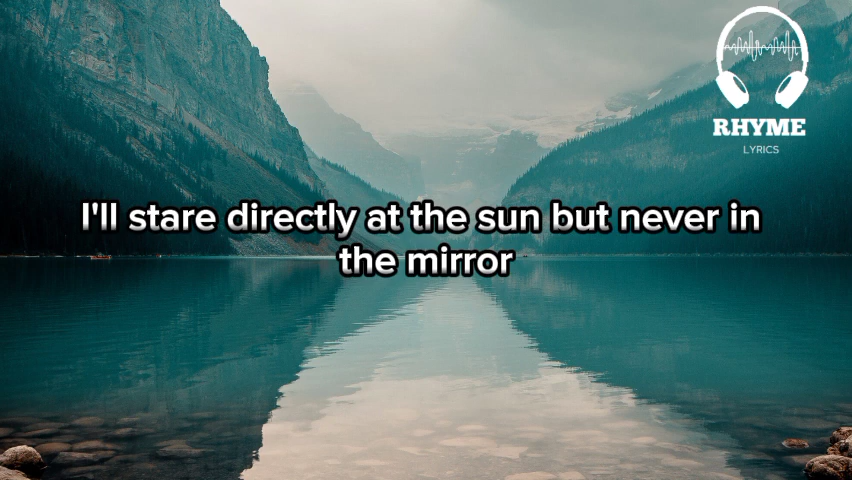 RHYME
LYRICS
I'll stare directly at the sun but never in
the mirror